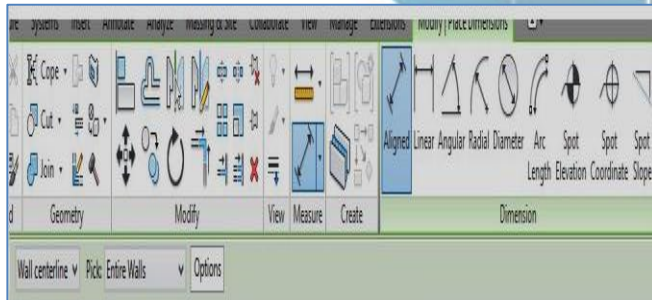 Systems Insert Annotate Analyze Massing & Site Collaborate View Manage Extensions Modify | Place Dimensions
Cope
Cut
Join
Aligned Linear Angular Radial Diameter Arc Length Spot Elevation Spot Coordinate Spot Slope
Geometry Modify View Measure Create Dimension
Wall centerline Pick: Entire Walls Options